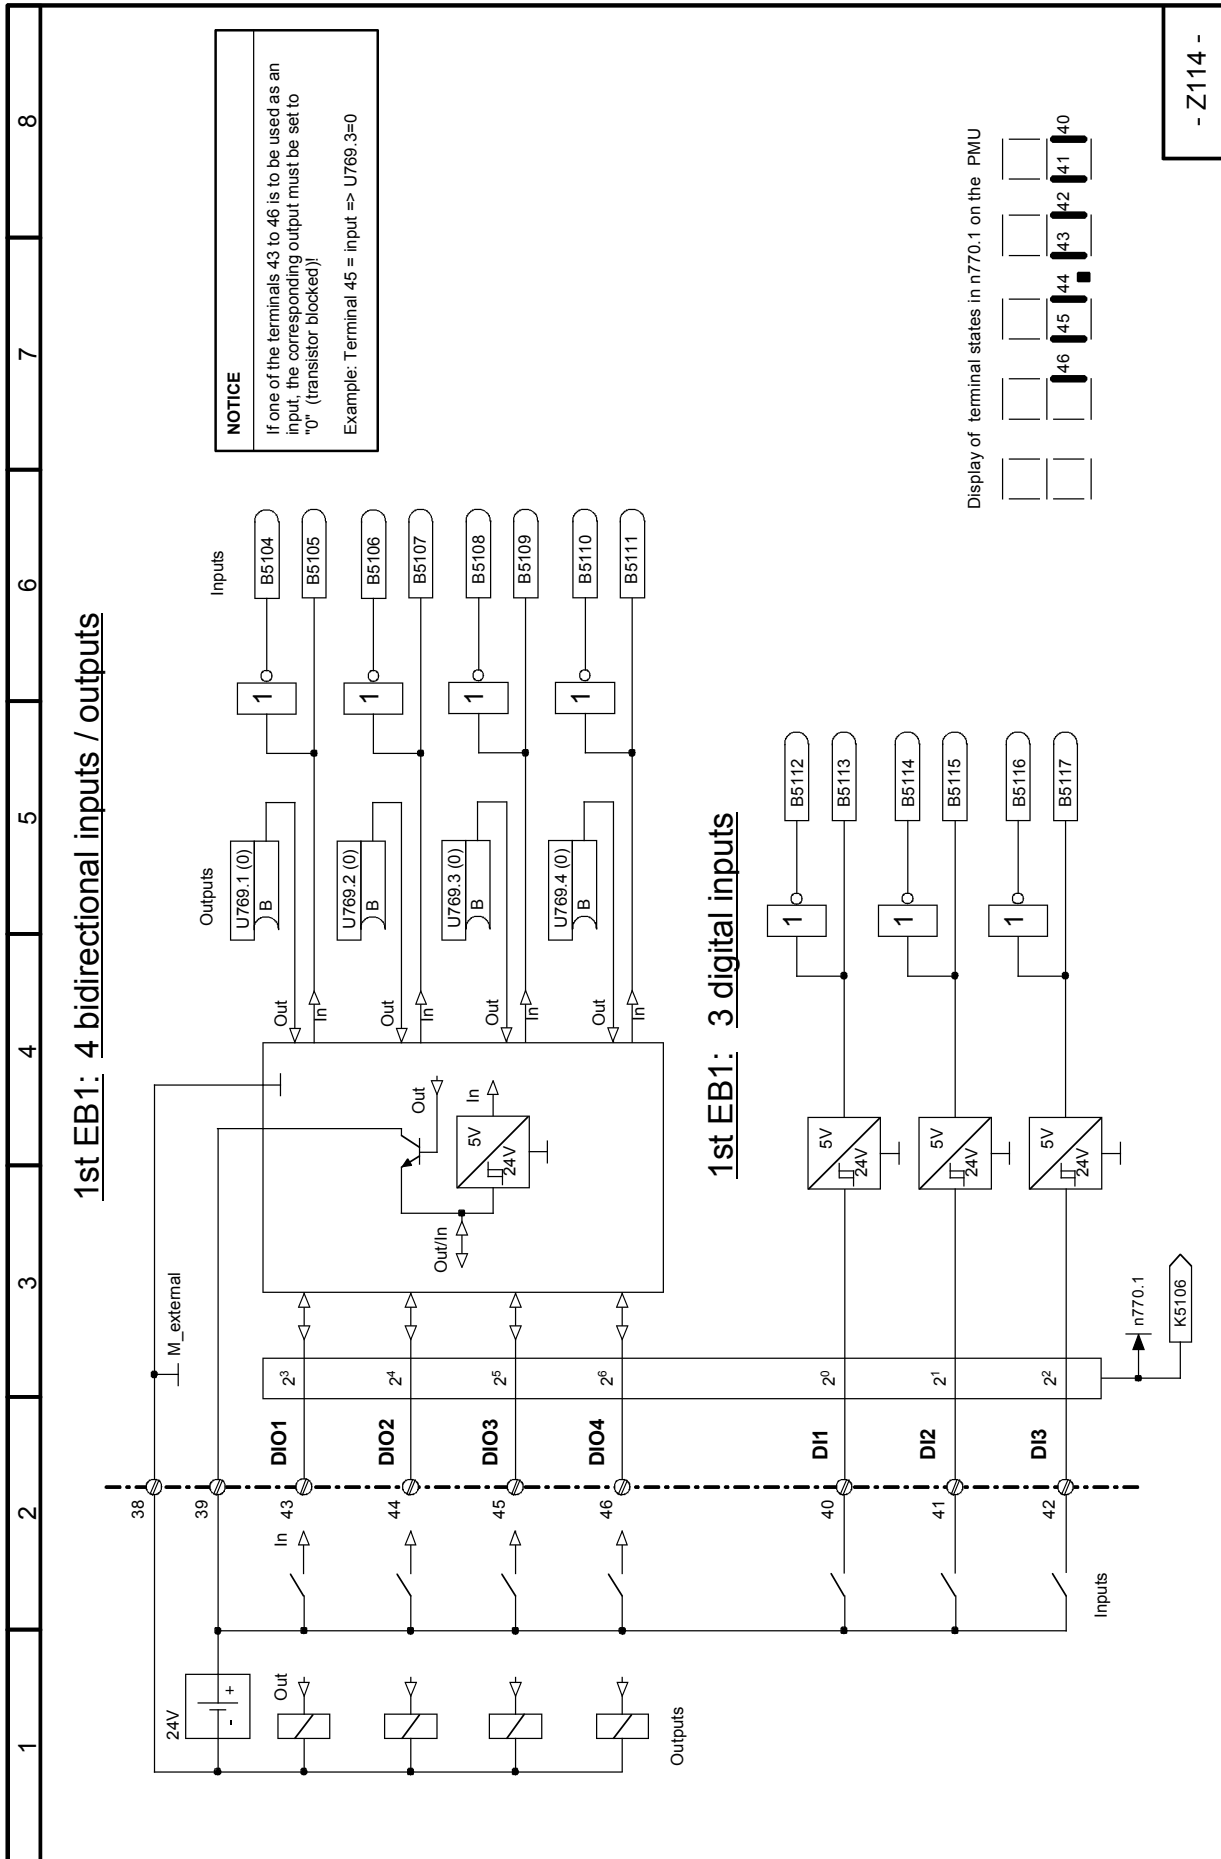 1 2 3 4 5 6 7 8
1st EB1: 4 bidirectional inputs / outputs
NOTICE
If one of the terminals 43 to 46 is to be used as an
input, the corresponding output must be set to
"0" (transistor blocked)!
Example: Terminal 45 = input => U769.3=0
24V
-
+
38
39
M_external
Outputs
Inputs
Out
In
43
DIO1
2³
Out
In
U769.1 (0)
B
1
B5104
B5105
44
DIO2
2⁴
Out
In
U769.2 (0)
B
1
B5106
B5107
45
DIO3
2⁵
Out
In
U769.3 (0)
B
1
B5108
B5109
46
DIO4
2⁶
Out
In
U769.4 (0)
B
1
B5110
B5111
Out/In
Out
5V
24V
In
Outputs
1st EB1: 3 digital inputs
40
DI1
2⁰
5V
24V
1
B5112
B5113
41
DI2
2¹
5V
24V
1
B5114
B5115
42
DI3
2²
5V
24V
1
B5116
B5117
Inputs
n770.1
K5106
Display of terminal states in n770.1 on the PMU
46 45 44 43 42 41 40
- Z114 -